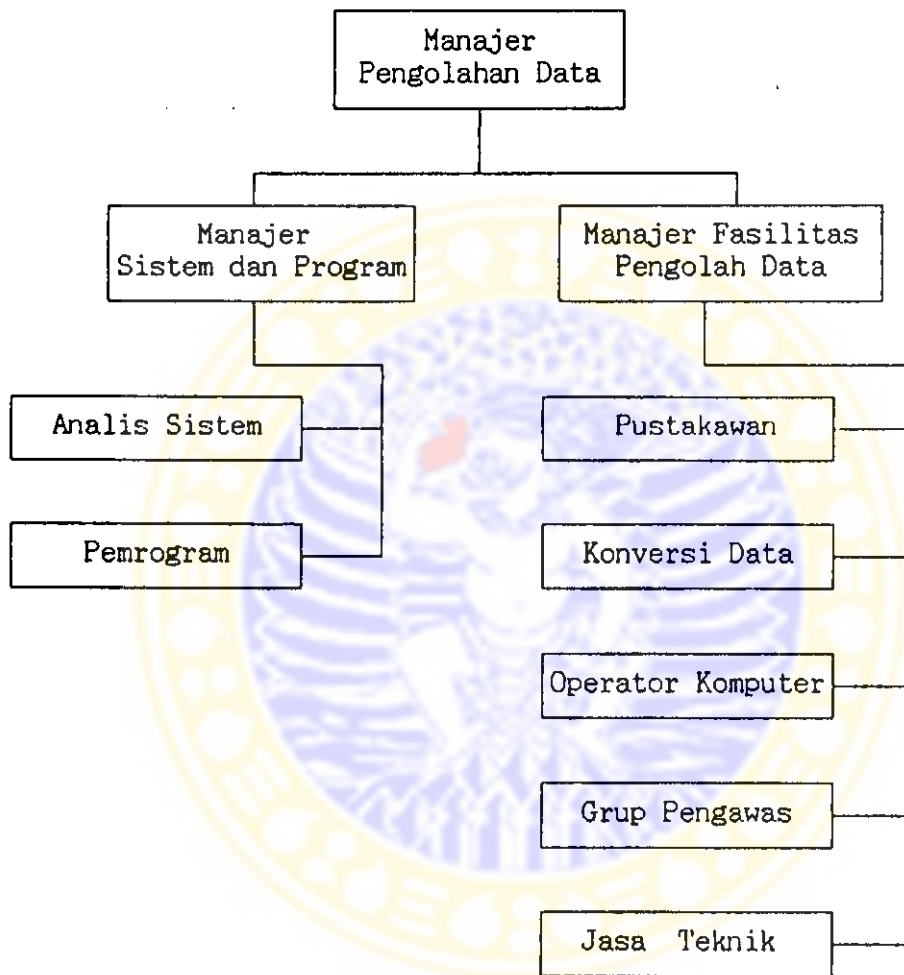 Manajer
Pengolahan Data
Manajer
Sistem dan Program
Manajer Fasilitas
Pengolah Data
Analis Sistem
Pemrogram
Pustakawan
Konversi Data
Operator Komputer
Grup Pengawas
Jasa Teknik